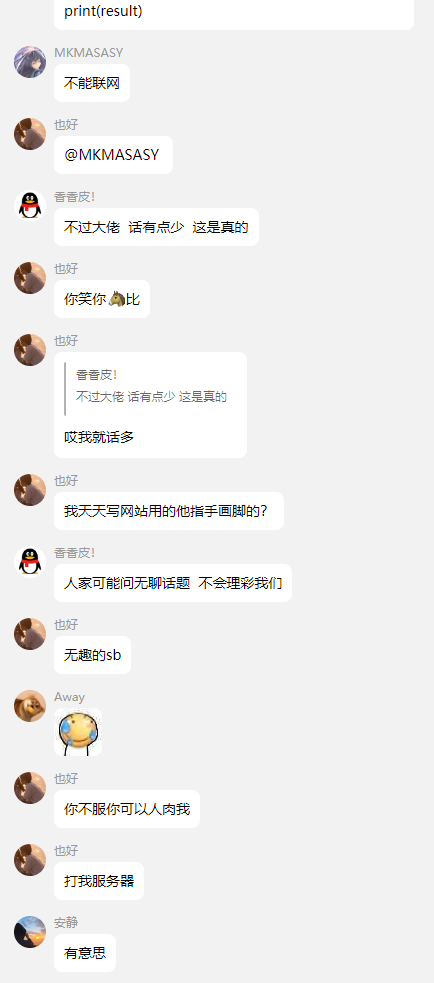 print(result)
MKMASASY
不能联网
也好
@MKMASASY
香香皮!
不过大佬 话有点少 这是真的
也好
你笑你🐴比
也好
香香皮!
不过大佬 话有点少 这是真的
哎我就话多
也好
我天天写网站用的他指手画脚的？
香香皮!
人家可能问无聊话题 不会理彩我们
也好
无趣的sb
Away
也好
你不服你可以人肉我
也好
打我服务器
安静
有意思